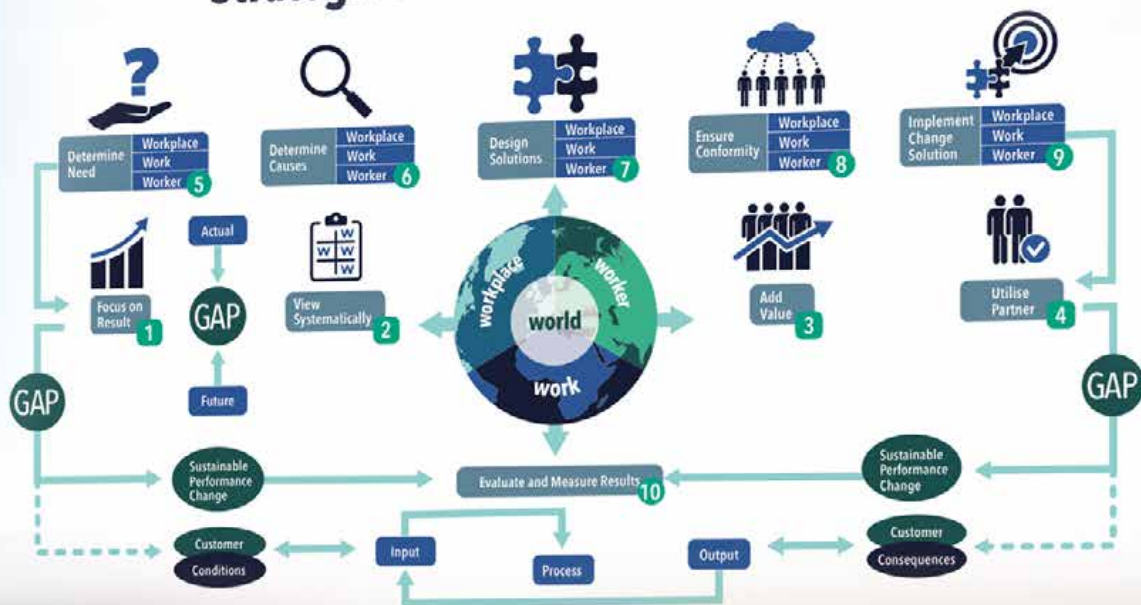 ?
Determine
Need
Workplace
Work
Worker
5
Determine
Causes
Workplace
Work
Worker
6
Design
Solutions
Workplace
Work
Worker
7
Ensure
Conformity
Workplace
Work
Worker
8
Implement
Change
Solution
Workplace
Work
Worker
9
Focus on
Result
1
Actual
GAP
Future
W
W W
W
View
Systematically
2
workplace
worker
world
work
Add
Value
3
Utilise
Partner
4
GAP
GAP
Sustainable
Performance
Change
Evaluate and Measure Results
10
Sustainable
Performance
Change
Customer
Conditions
Input
Process
Output
Customer
Consequences